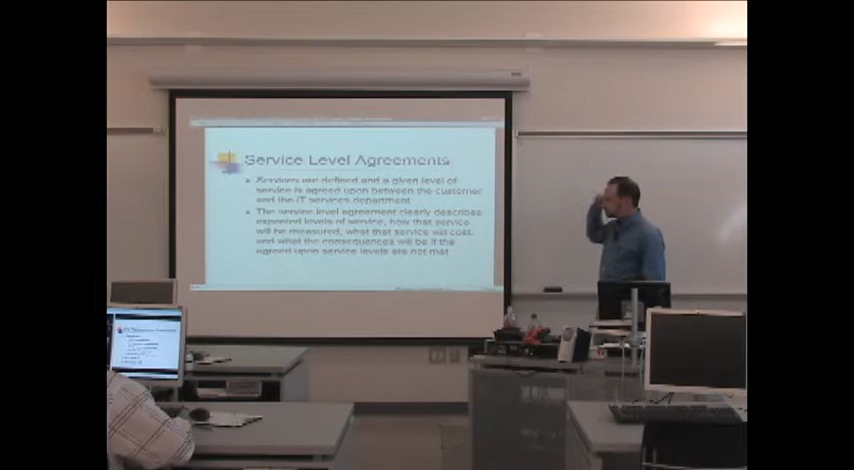 Service Level Agreements
Services are defined and a given level of
service is agreed upon between the customer
and the IT services department
The service level agreement clearly describes
expected levels of service, how that service
will be measured, what that service will cost,
and what the consequences will be if the
agreed upon service levels are not met